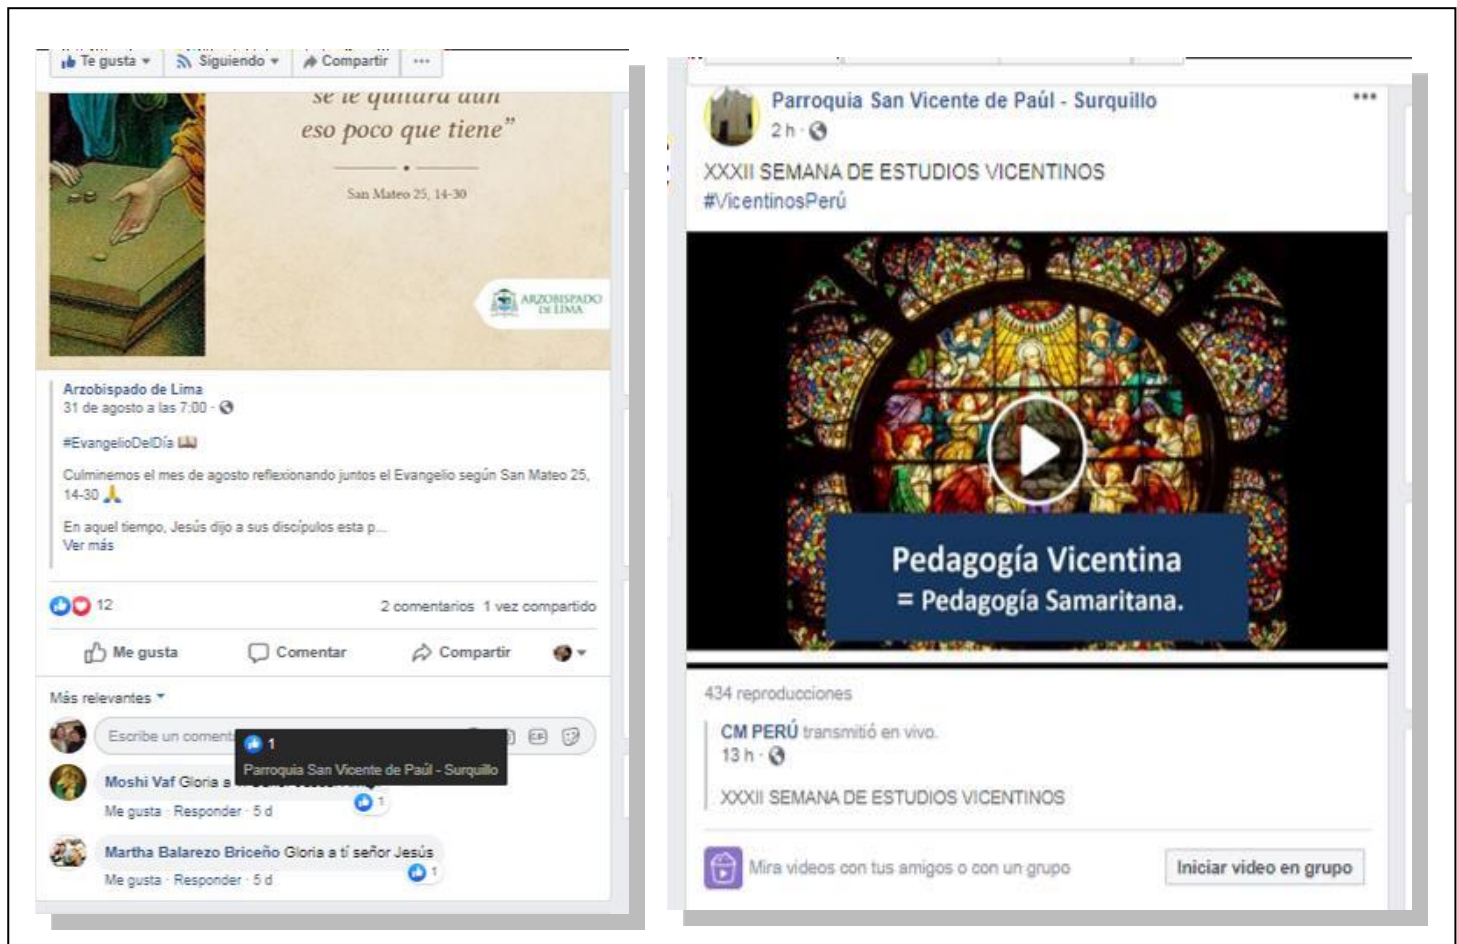 Te gusta
Siguiendo
Compartir
se le quitará aún
eso poco que tiene”
San Mateo 25, 14-30
ARZOBISPADO
DE LIMA
Arzobispado de Lima
31 de agosto a las 7:00 ·
#EvangelioDelDía
Culminemos el mes de agosto reflexionando juntos el Evangelio según San Mateo 25,
14-30
En aquel tiempo, Jesús dijo a sus discípulos esta p...
Ver más
12 2 comentarios 1 vez compartido
Me gusta Comentar Compartir
Más relevantes
Escribe un coment
1
Parroquia San Vicente de Paúl - Surquillo
Moshi Vaf Gloria a
1
Me gusta · Responder · 5 d
Martha Balarezo Briceño Gloria a tí señor Jesús
1
Me gusta · Responder · 5 d
Parroquia San Vicente de Paúl - Surquillo
2 h ·
XXXII SEMANA DE ESTUDIOS VICENTINOS
#VicentinosPerú
Pedagogía Vicentina
= Pedagogía Samaritana.
434 reproducciones
CM PERÚ transmitió en vivo.
13 h ·
XXXII SEMANA DE ESTUDIOS VICENTINOS
Mira videos con tus amigos o con un grupo
Iniciar video en grupo